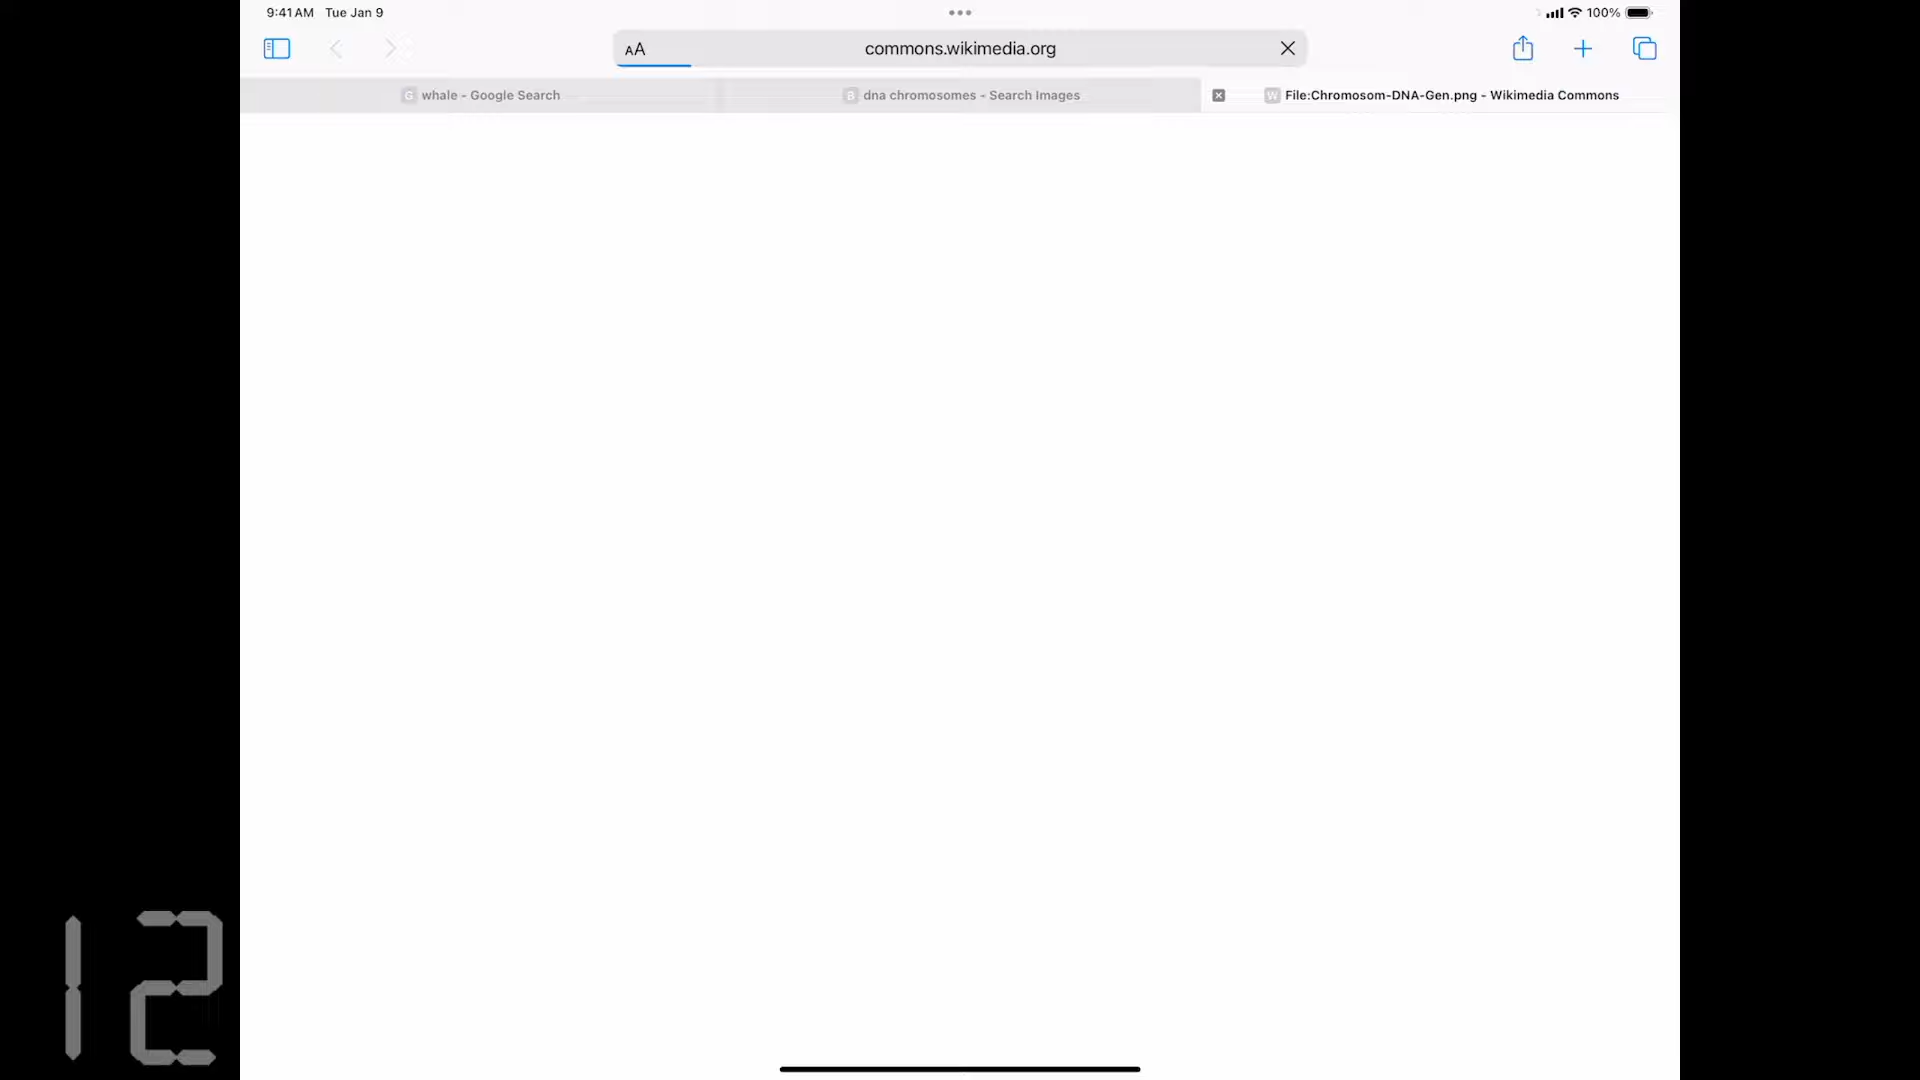 9:41 AM Tue Jan 9
100%
AA
commons.wikimedia.org
G whale - Google Search
B dna chromosomes - Search Images
W File:Chromosom-DNA-Gen.png - Wikimedia Commons
12